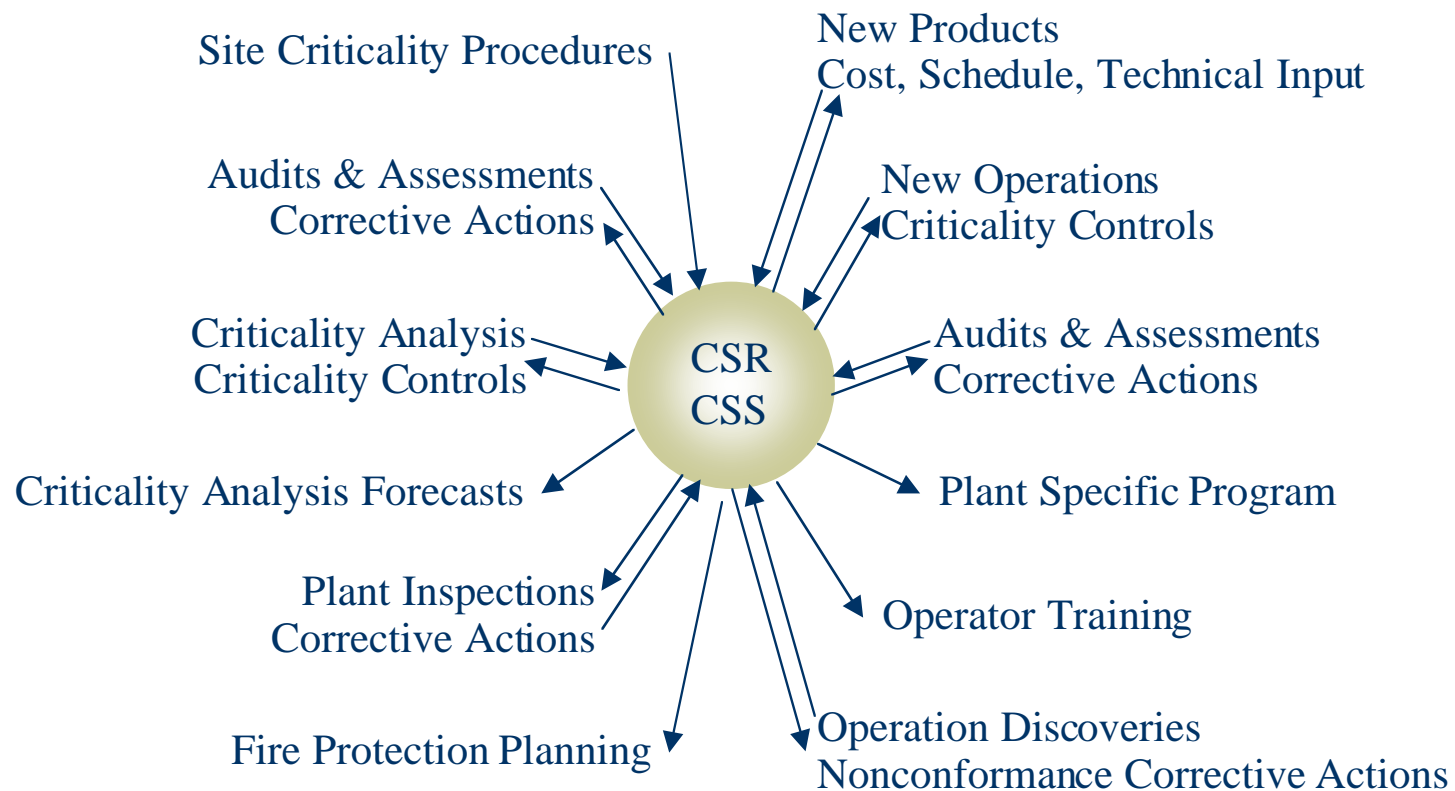 Site Criticality Procedures
New Products
Cost, Schedule, Technical Input
Audits & Assessments
Corrective Actions
New Operations
Criticality Controls
Criticality Analysis
Criticality Controls
CSR
CSS
Audits & Assessments
Corrective Actions
Criticality Analysis Forecasts
Plant Specific Program
Plant Inspections
Corrective Actions
Operator Training
Fire Protection Planning
Operation Discoveries
Nonconformance Corrective Actions